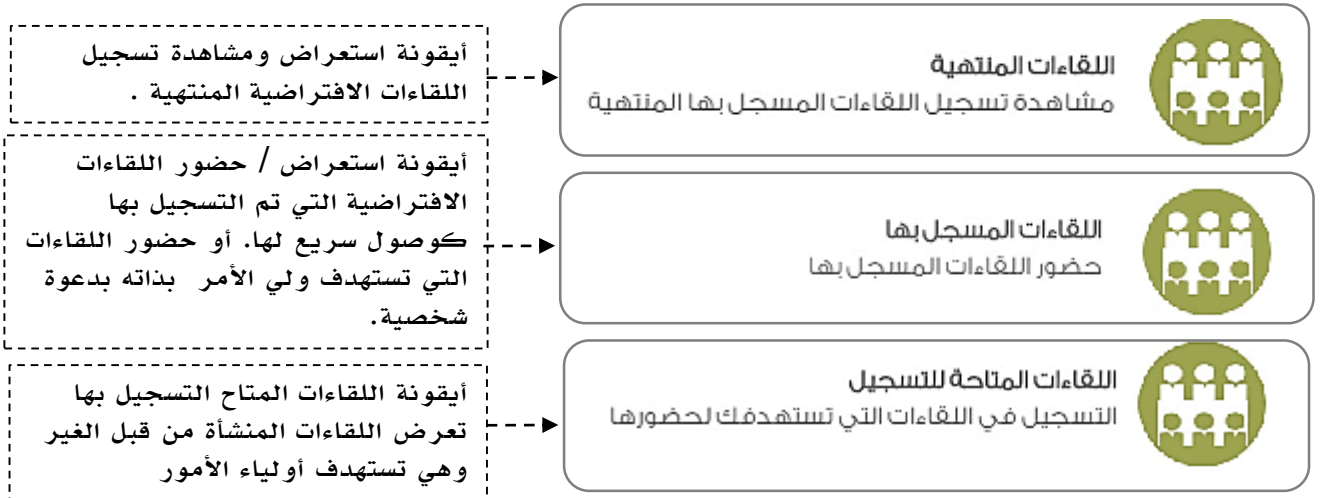 اللقاءات المنتهية
مشاهدة تسجيل اللقاءات المسجل بها المنتهية
أيقونة استعراض ومشاهدة تسجيل
اللقاءات الافتراضية المنتهية .
اللقاءات المسجل بها
حضور اللقاءات المسجل بها
أيقونة استعراض / حضور اللقاءات
الافتراضية التي تم التسجيل بها
كوصول سريع لها. أو حضور اللقاءات
التي تستهدف ولي الأمر بذاته بدعوة
شخصية.
اللقاءات المتاحة للتسجيل
التسجيل في اللقاءات التي تستهدفك لحضورها
أيقونة اللقاءات المتاح التسجيل بها
تعرض اللقاءات المنشأة من قبل الغير
وهي تستهدف أولياء الأمور